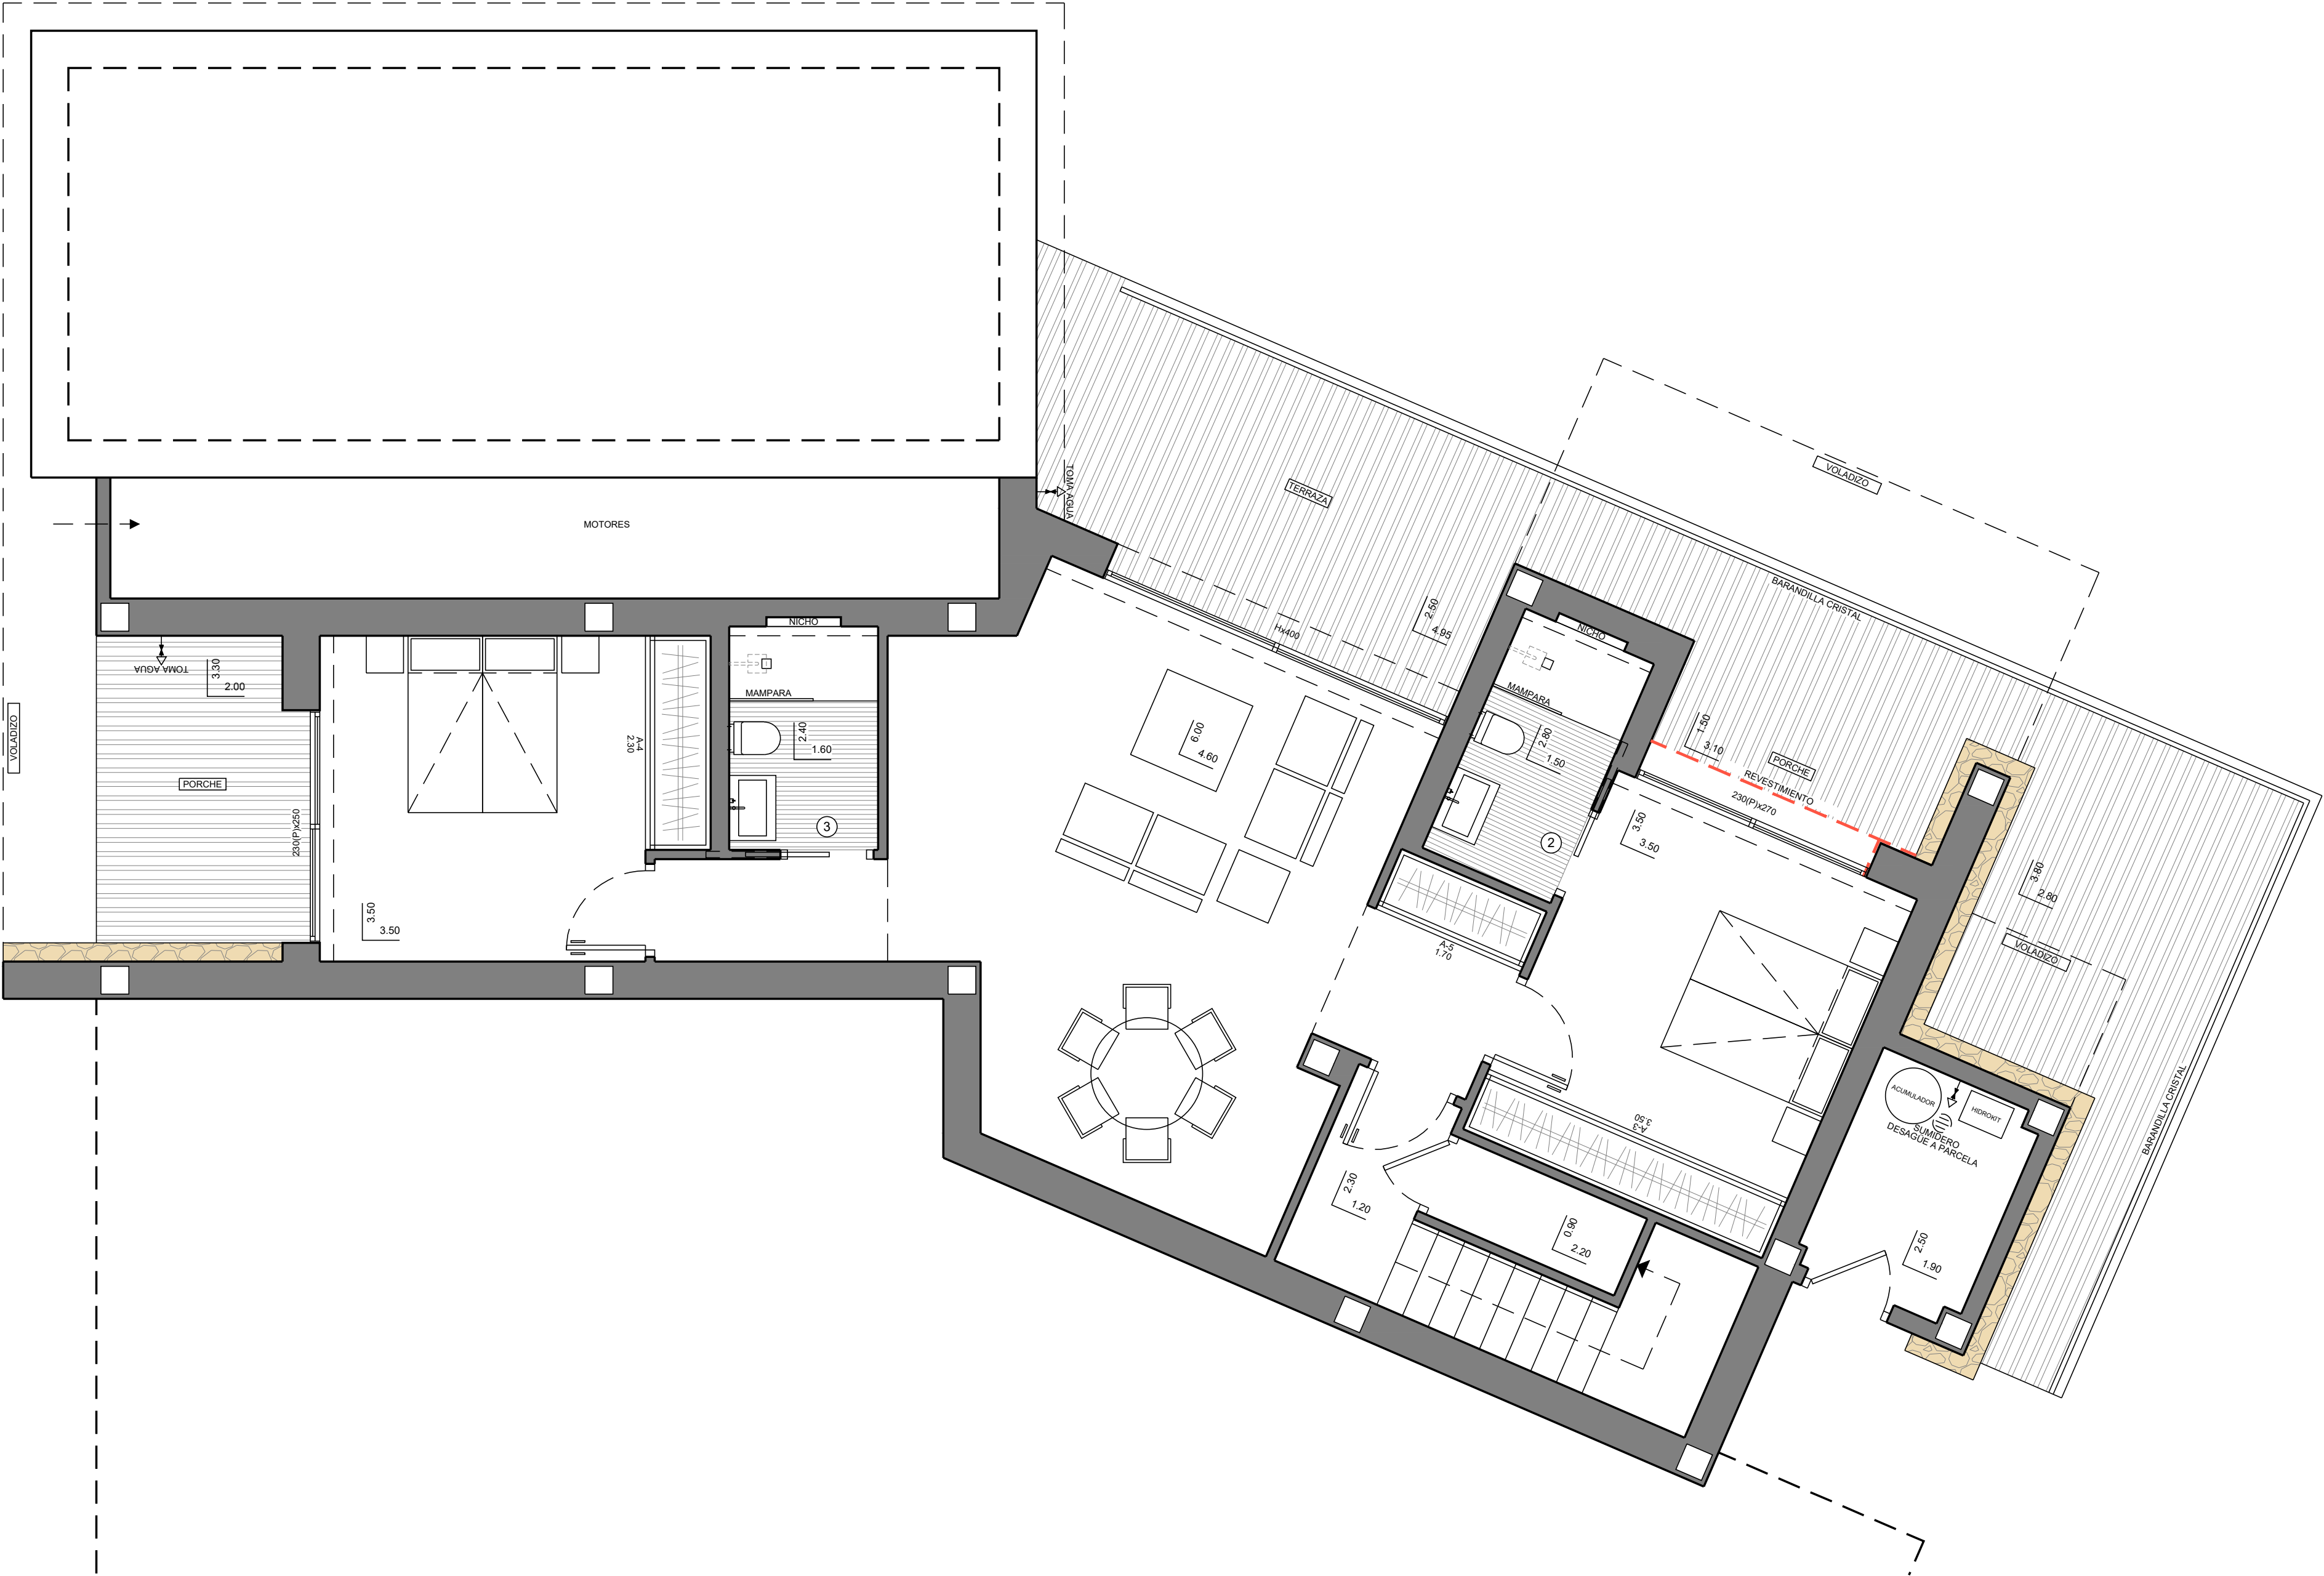 MOTORES
TOMA AGUA
TERRAZA
VOLADIZO
BARANDILLA CRISTAL
2.50
4.95
Hx400
NICHO
NICHO
TOMA AGUA
3.30
2.00
VOLADIZO
PORCHE
230(P)x250
A-4
2.30
MAMPARA
2.40
1.60
3
3.50
3.50
6.00
4.60
MAMPARA
2.80
1.50
2
1.50
3.10
PORCHE
REVESTIMIENTO
230(P)x270
3.50
3.50
3.80
2.80
VOLADIZO
A-5
1.70
A-3
3.50
ACUMULADOR
HIDROKIT
SUMIDERO
DESAGÜE A PARCELA
BARANDILLA CRISTAL
2.30
1.20
0.90
2.20
2.50
1.90